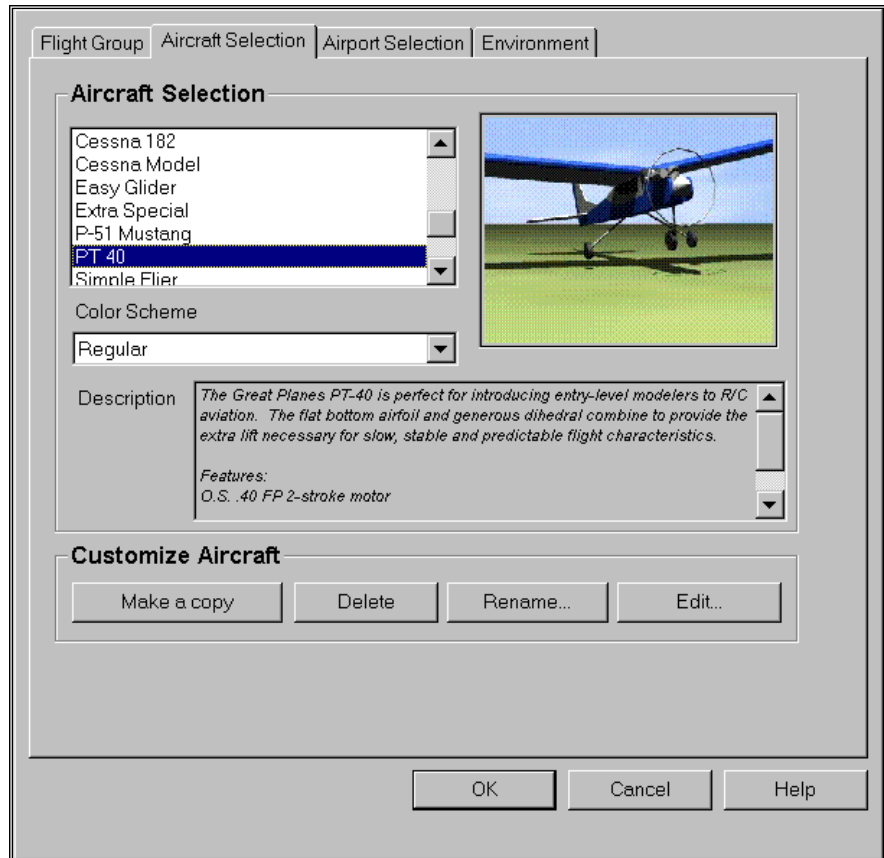 Flight Group
Aircraft Selection
Airport Selection
Environment
Aircraft Selection
Cessna 182
Cessna Model
Easy Glider
Extra Special
P-51 Mustang
PT 40
Simple Flier
Color Scheme
Regular
Description
The Great Planes PT-40 is perfect for introducing entry-level modelers to R/C
aviation. The flat bottom airfoil and generous dihedral combine to provide the
extra lift necessary for slow, stable and predictable flight characteristics.
Features:
O.S. .40 FP 2-stroke motor
Customize Aircraft
Make a copy
Delete
Rename...
Edit...
OK
Cancel
Help